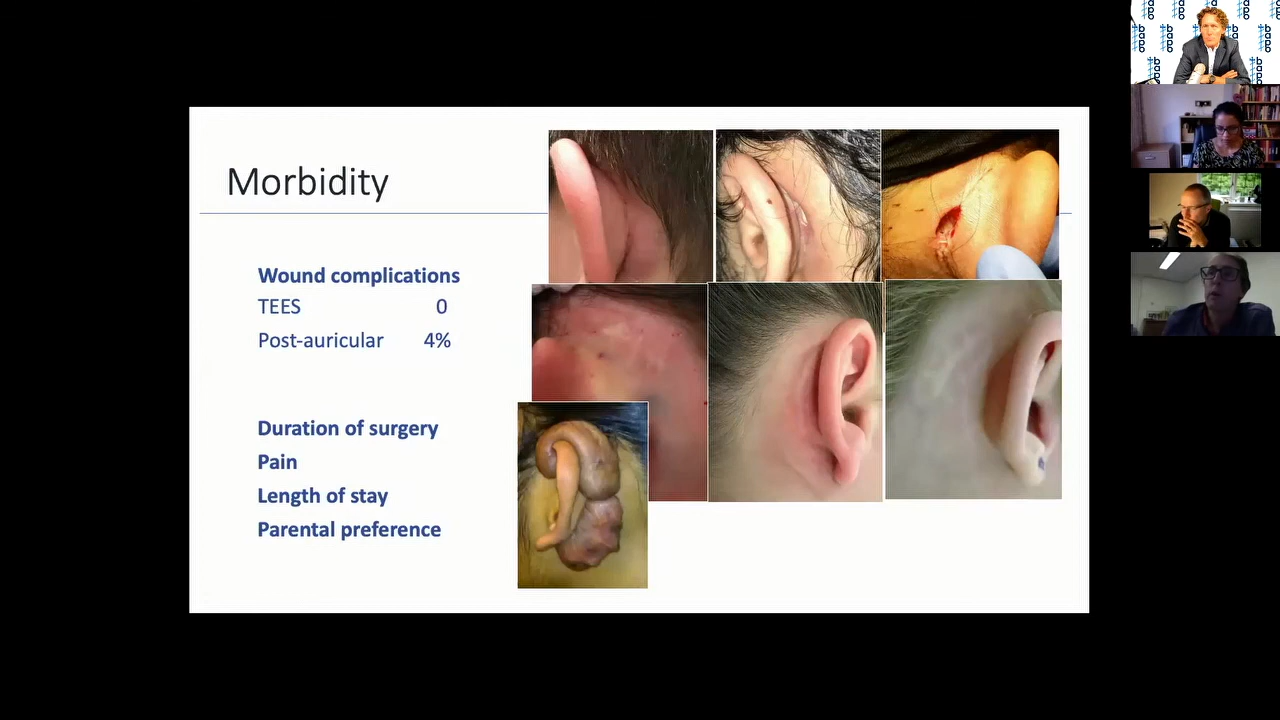 Morbidity
Wound complications
TEES 0
Post-auricular 4%
Duration of surgery
Pain
Length of stay
Parental preference